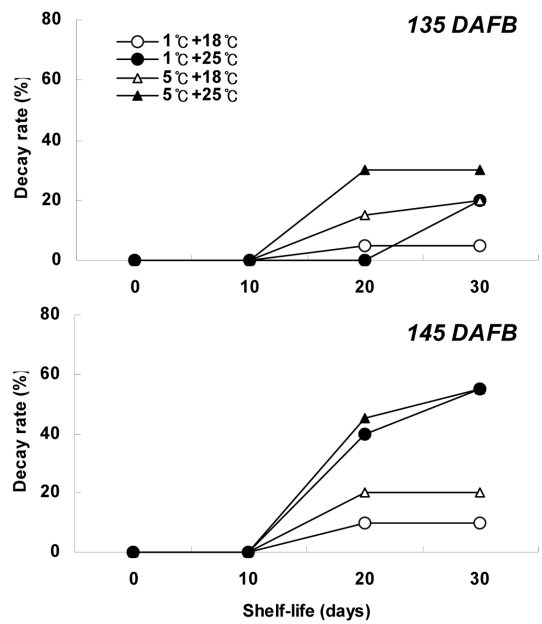 80
135 DAFB
1℃+18℃
1℃+25℃
5℃+18℃
5℃+25℃
60
40
20
0
Decay rate (%)
0 10 20 30
80
145 DAFB
60
40
20
0
Decay rate (%)
0 10 20 30
Shelf-life (days)